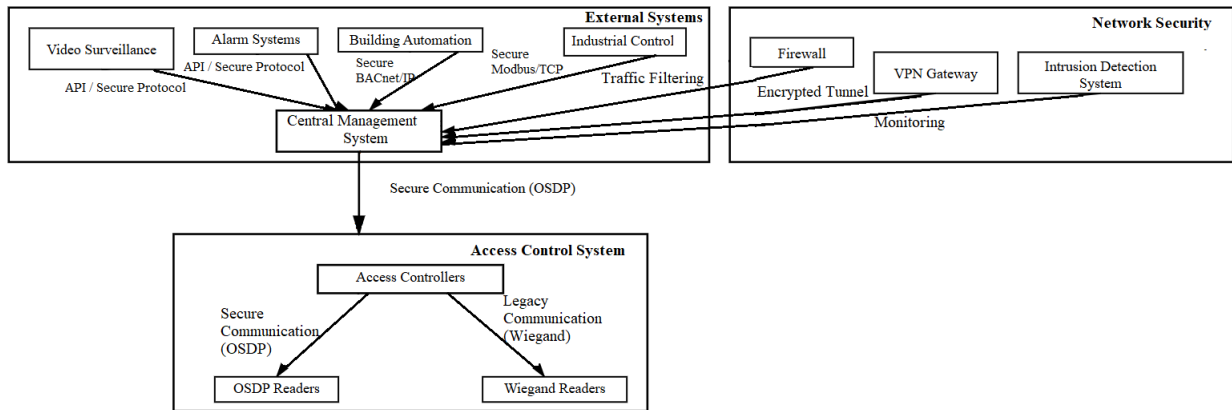 External Systems
Network Security
Video Surveillance
Alarm Systems
Building Automation
Industrial Control
Firewall
VPN Gateway
Intrusion Detection
System
API / Secure Protocol
API / Secure Protocol
Secure
BACnet/IP
Secure
Modbus/TCP
Traffic Filtering
Encrypted Tunnel
Monitoring
Central Management
System
Secure Communication (OSDP)
Access Control System
Access Controllers
Secure
Communication
(OSDP)
Legacy
Communication
(Wiegand)
OSDP Readers
Wiegand Readers